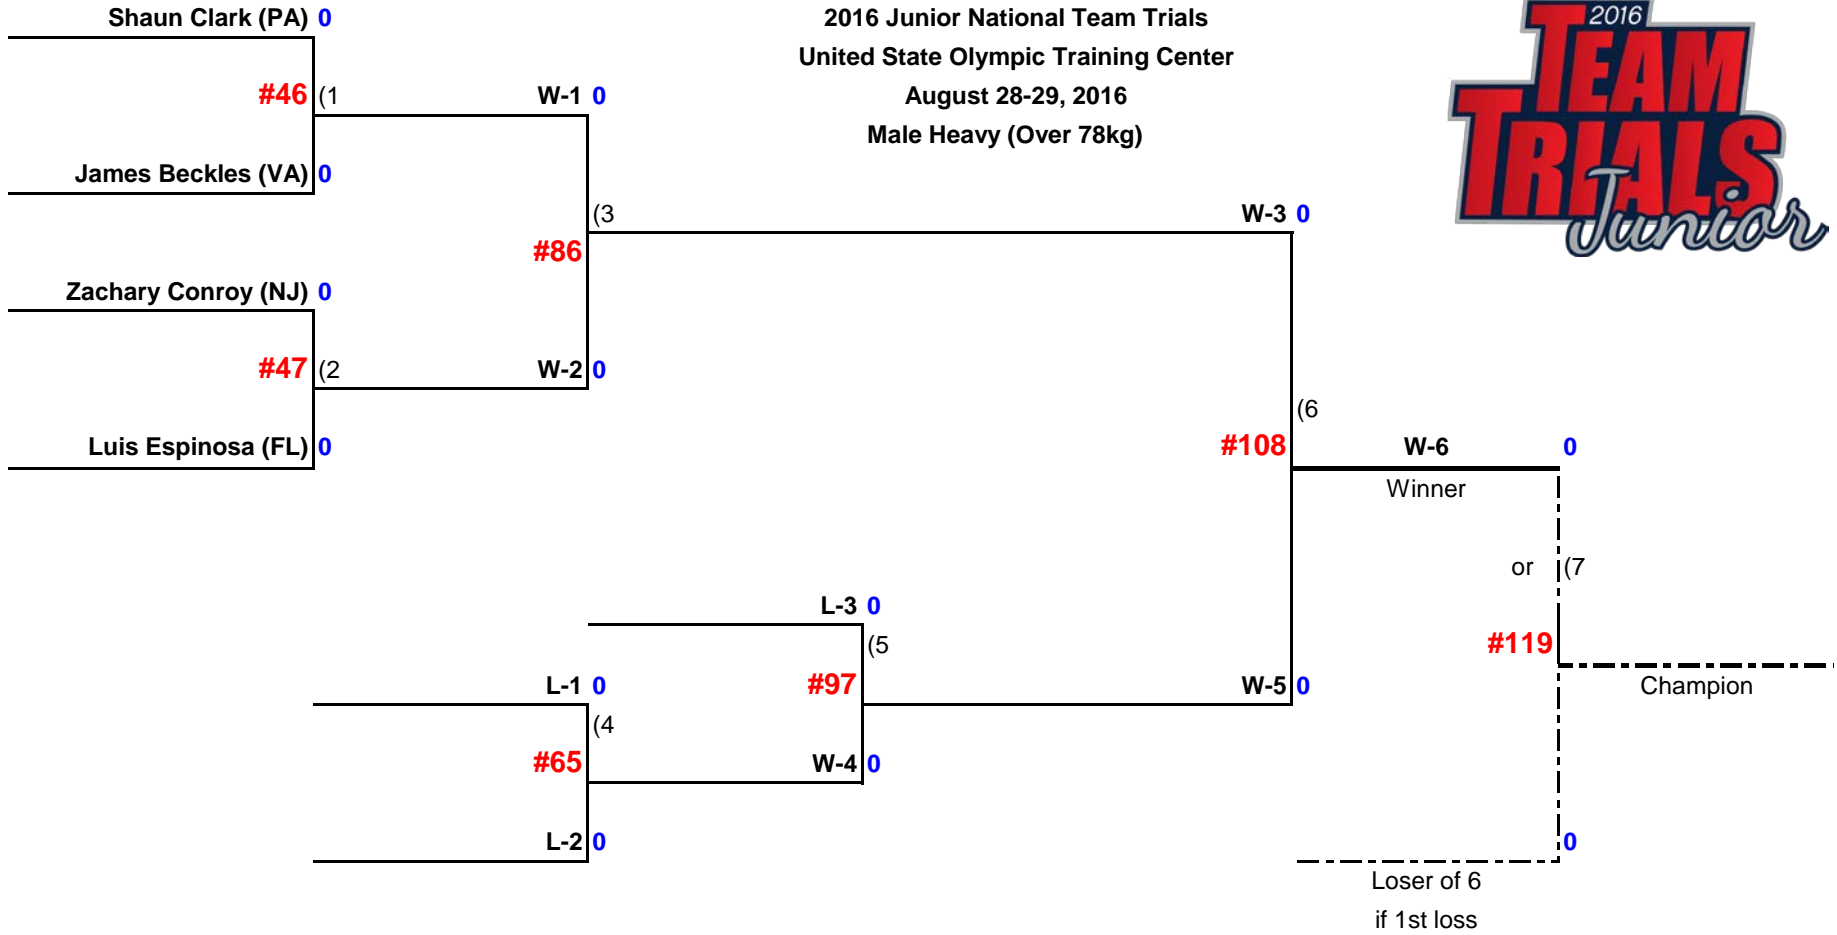 Shaun Clark (PA) 0
2016 Junior National Team Trials
2016
TEAM
TRIALS
Junior
United State Olympic Training Center
#46 (1
W-1 0
August 28-29, 2016
Male Heavy (Over 78kg)
James Beckles (VA) 0
(3
W-3 0
#86
Zachary Conroy (NJ) 0
#47 (2
W-2 0
(6
Luis Espinosa (FL) 0
#108
W-6 0
Winner
or (7
L-3 0
(5
#119
L-1 0
#97
W-5 0
Champion
(4
#65
W-4 0
L-2 0
0
Loser of 6
if 1st loss